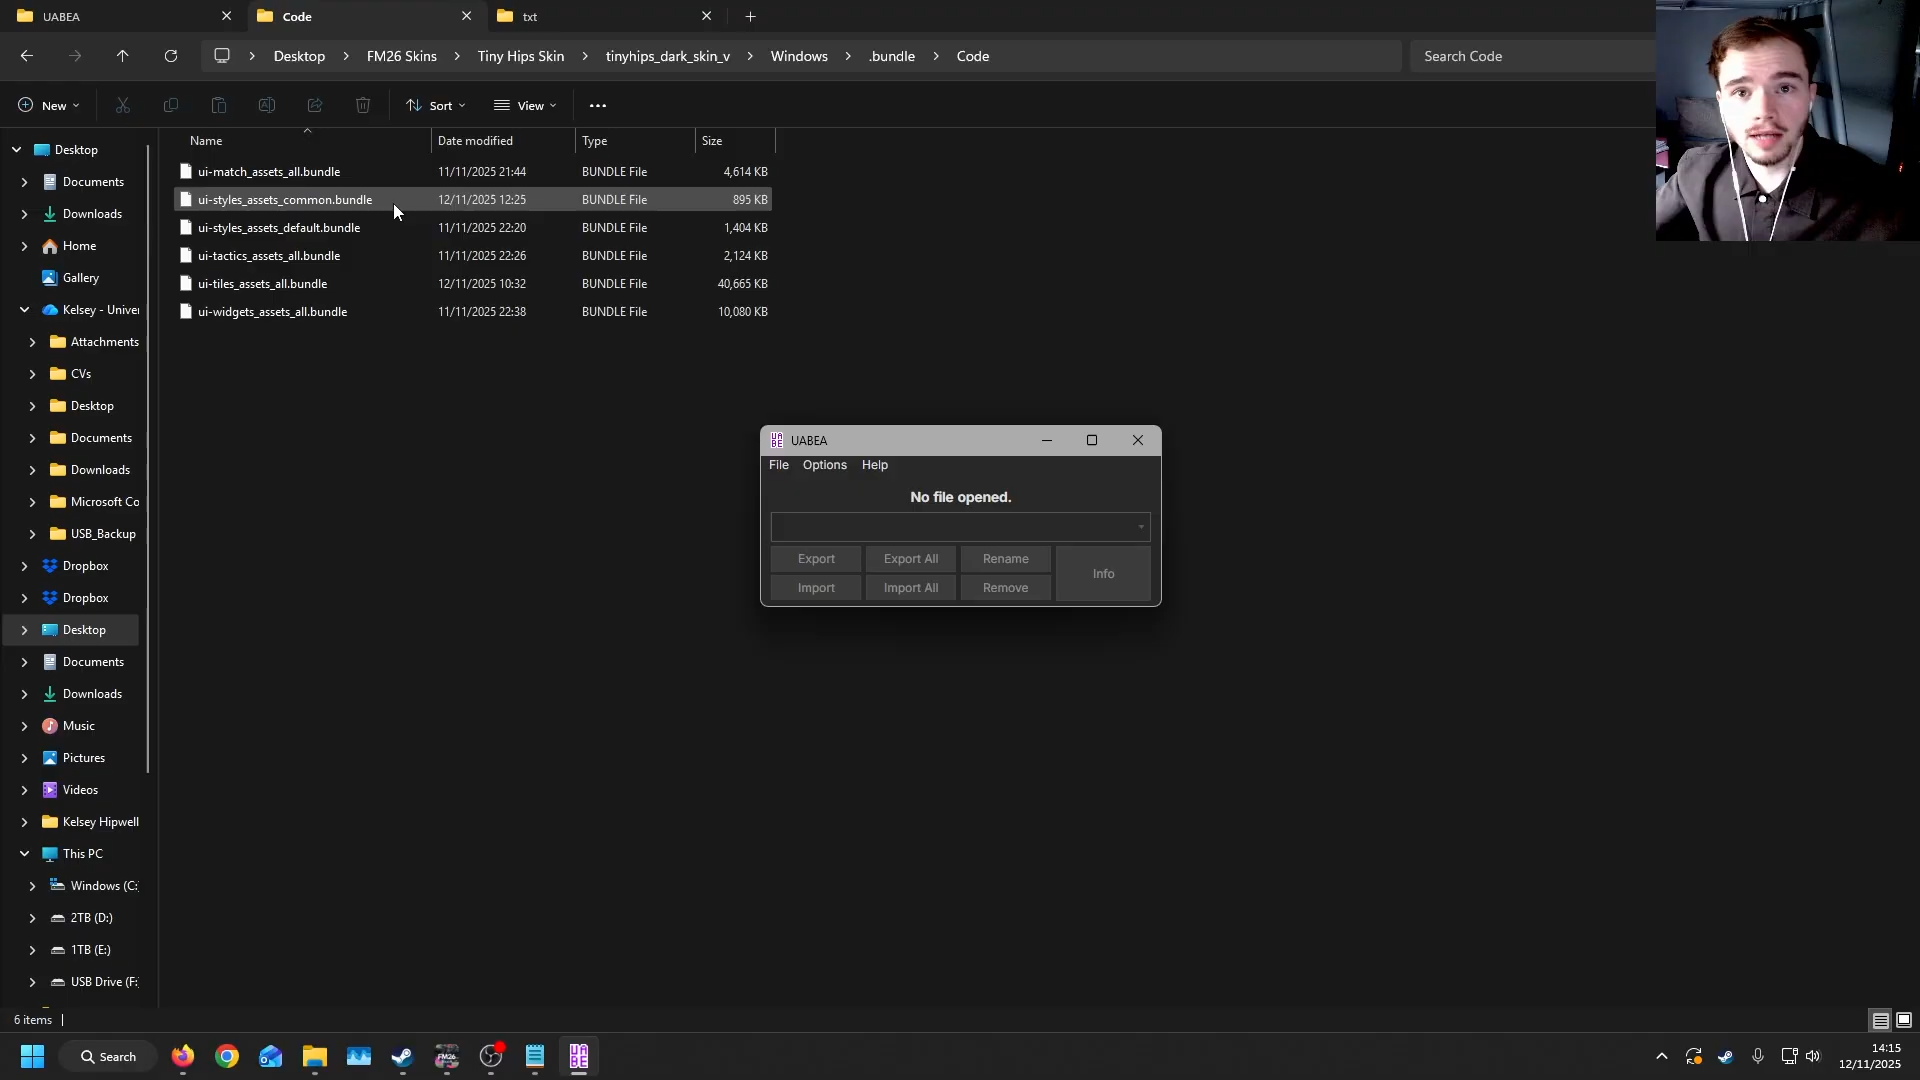 UABEA
Code
txt
Desktop
FM26 Skins
Tiny Hips Skin
tinyhips_dark_skin_v
Windows
.bundle
Code
Search Code
New
Sort
View
Name
Date modified
Type
Size
ui-match_assets_all.bundle 11/11/2025 21:44 BUNDLE File 4,614 KB
ui-styles_assets_common.bundle 12/11/2025 12:25 BUNDLE File 895 KB
ui-styles_assets_default.bundle 11/11/2025 22:20 BUNDLE File 1,404 KB
ui-tactics_assets_all.bundle 11/11/2025 22:26 BUNDLE File 2,124 KB
ui-tiles_assets_all.bundle 12/11/2025 10:32 BUNDLE File 40,665 KB
ui-widgets_assets_all.bundle 11/11/2025 22:38 BUNDLE File 10,080 KB
Desktop
Documents
Downloads
Home
Gallery
Kelsey - Univer
Attachments
CVs
Desktop
Documents
Downloads
Microsoft Co
USB_Backup
Dropbox
Dropbox
Desktop
Documents
Downloads
Music
Pictures
Videos
Kelsey Hipwell
This PC
Windows (C:
2TB (D:)
1TB (E:)
USB Drive (F:
UABEA
File Options Help
No file opened.
Export Export All Rename Info
Import Import All Remove
6 items
Search
FM26
UABE
14:15
12/11/2025